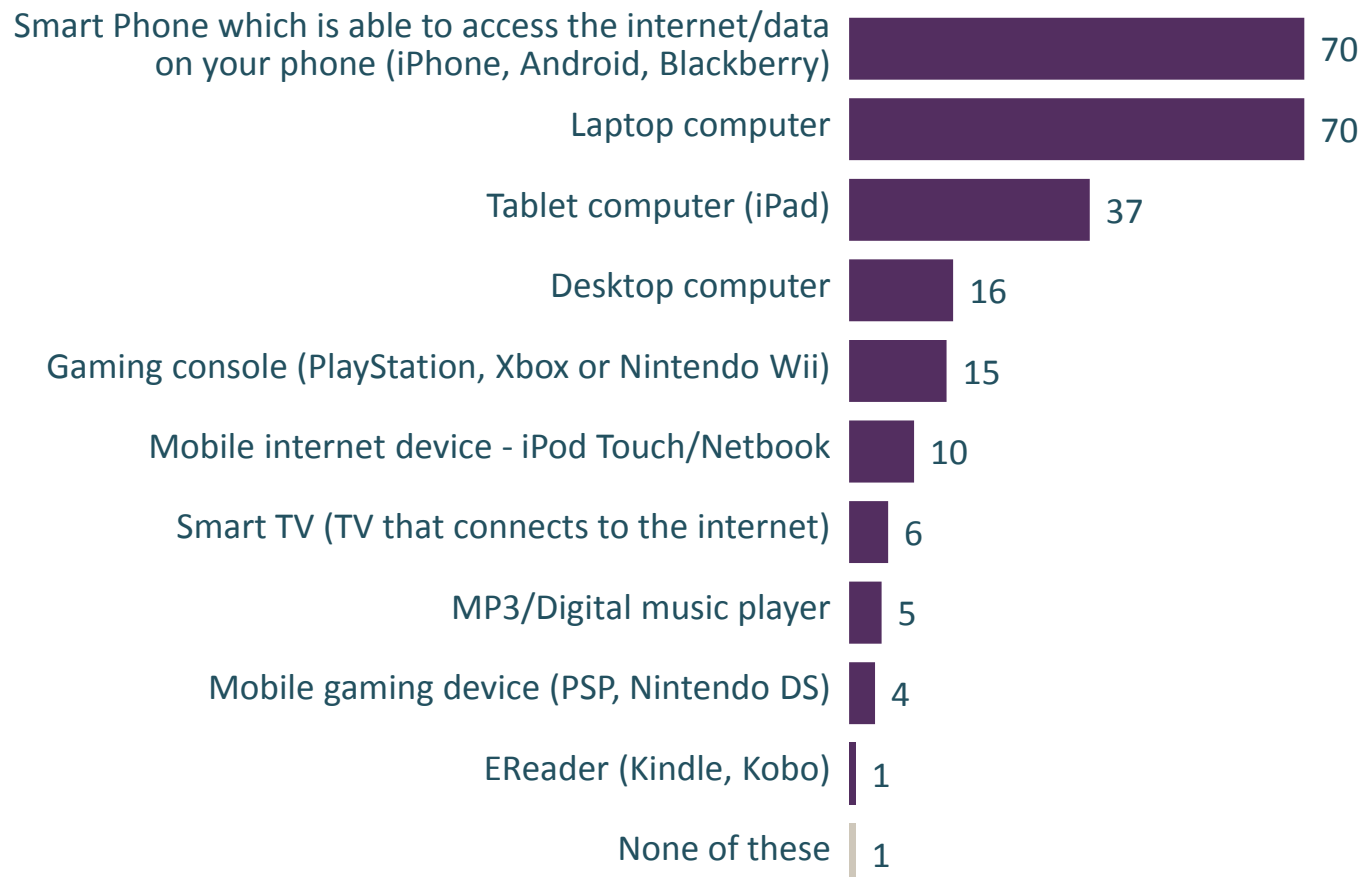 Smart Phone which is able to access the internet/data
on your phone (iPhone, Android, Blackberry)
70
Laptop computer
70
Tablet computer (iPad)
37
Desktop computer
16
Gaming console (PlayStation, Xbox or Nintendo Wii)
15
Mobile internet device - iPod Touch/Netbook
10
Smart TV (TV that connects to the internet)
6
MP3/Digital music player
5
Mobile gaming device (PSP, Nintendo DS)
4
EReader (Kindle, Kobo)
1
None of these
1